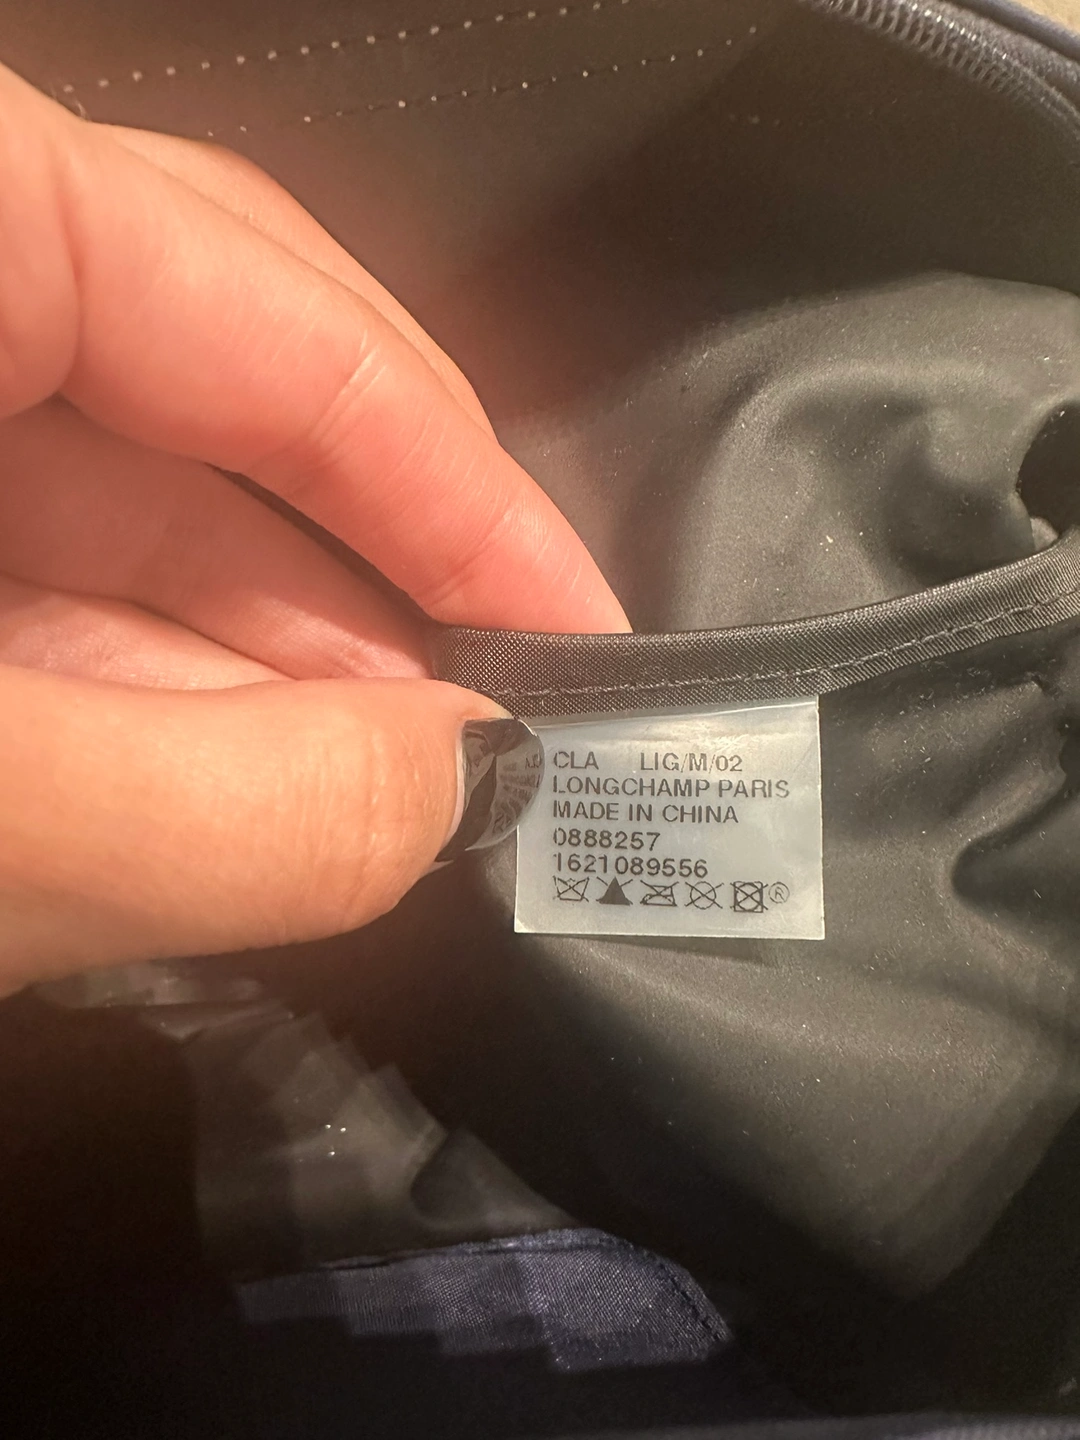 CLA LIG/M/02
LONGCHAMP PARIS
MADE IN CHINA
0888257
1621089556
®